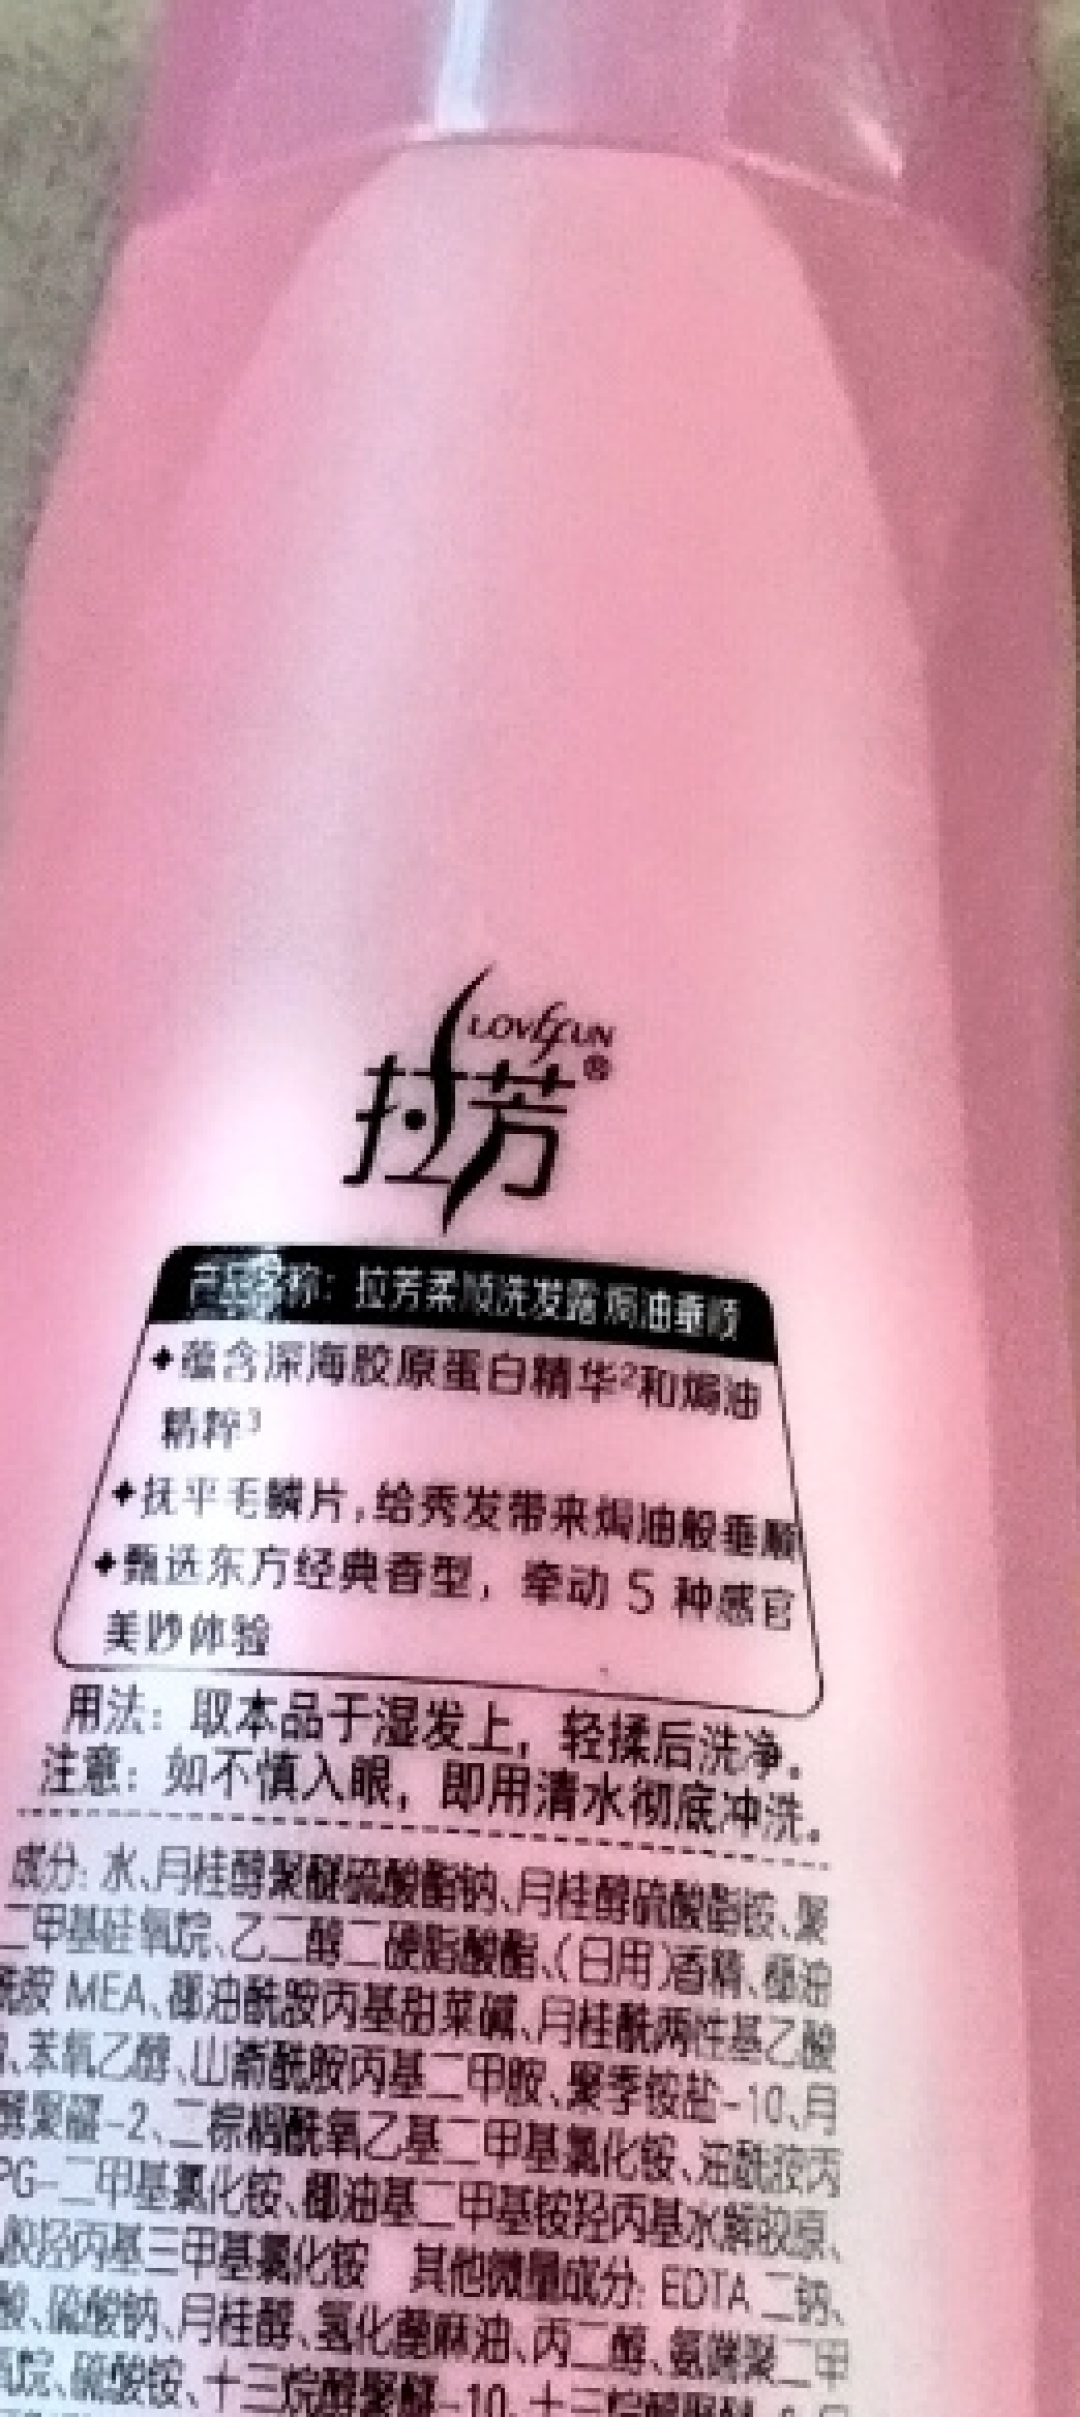 LOVEFUN
拉芳®
产品名称：拉芳柔顺洗发露焗油垂顺
蕴含深海胶原蛋白精华²和焗油
精粹³
抚平毛鳞片，给秀发带来焗油般垂顺
甄选东方经典香型，牵动 5 种感官
美妙体验
用法：取本品于湿发上，轻揉后洗净。
注意：如不慎入眼，即用清水彻底冲洗。
成分：水、月桂醇聚醚硫酸酯钠、月桂醇硫酸酯铵、聚
二甲基硅氧烷、乙二醇二硬脂酸酯、（日用）香精、椰油
酰胺 MEA、椰油酰胺丙基甜菜碱、月桂酰两性基乙酸
、苯氧乙醇、山嵛酰胺丙基二甲胺、聚季铵盐-10、月
醇聚醚-2、二棕榈酰氧乙基二甲基氯化铵、油酰胺丙
PG-二甲基氯化铵、椰油基二甲基铵羟丙基水解胶原、
胶羟丙基三甲基氯化铵 其他微量成分：EDTA 二钠、
酸、硫酸钠、月桂醇、氢化蓖麻油、丙二醇、氨端聚二甲
氧烷、硫酸铵、十三烷醇聚醚-10、十三烷醇聚醚